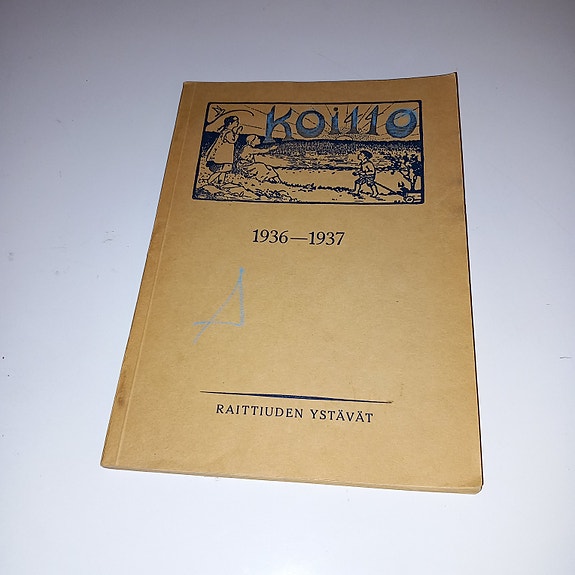 Koitto
1936—1937
RAITTIUDEN YSTÄVÄT